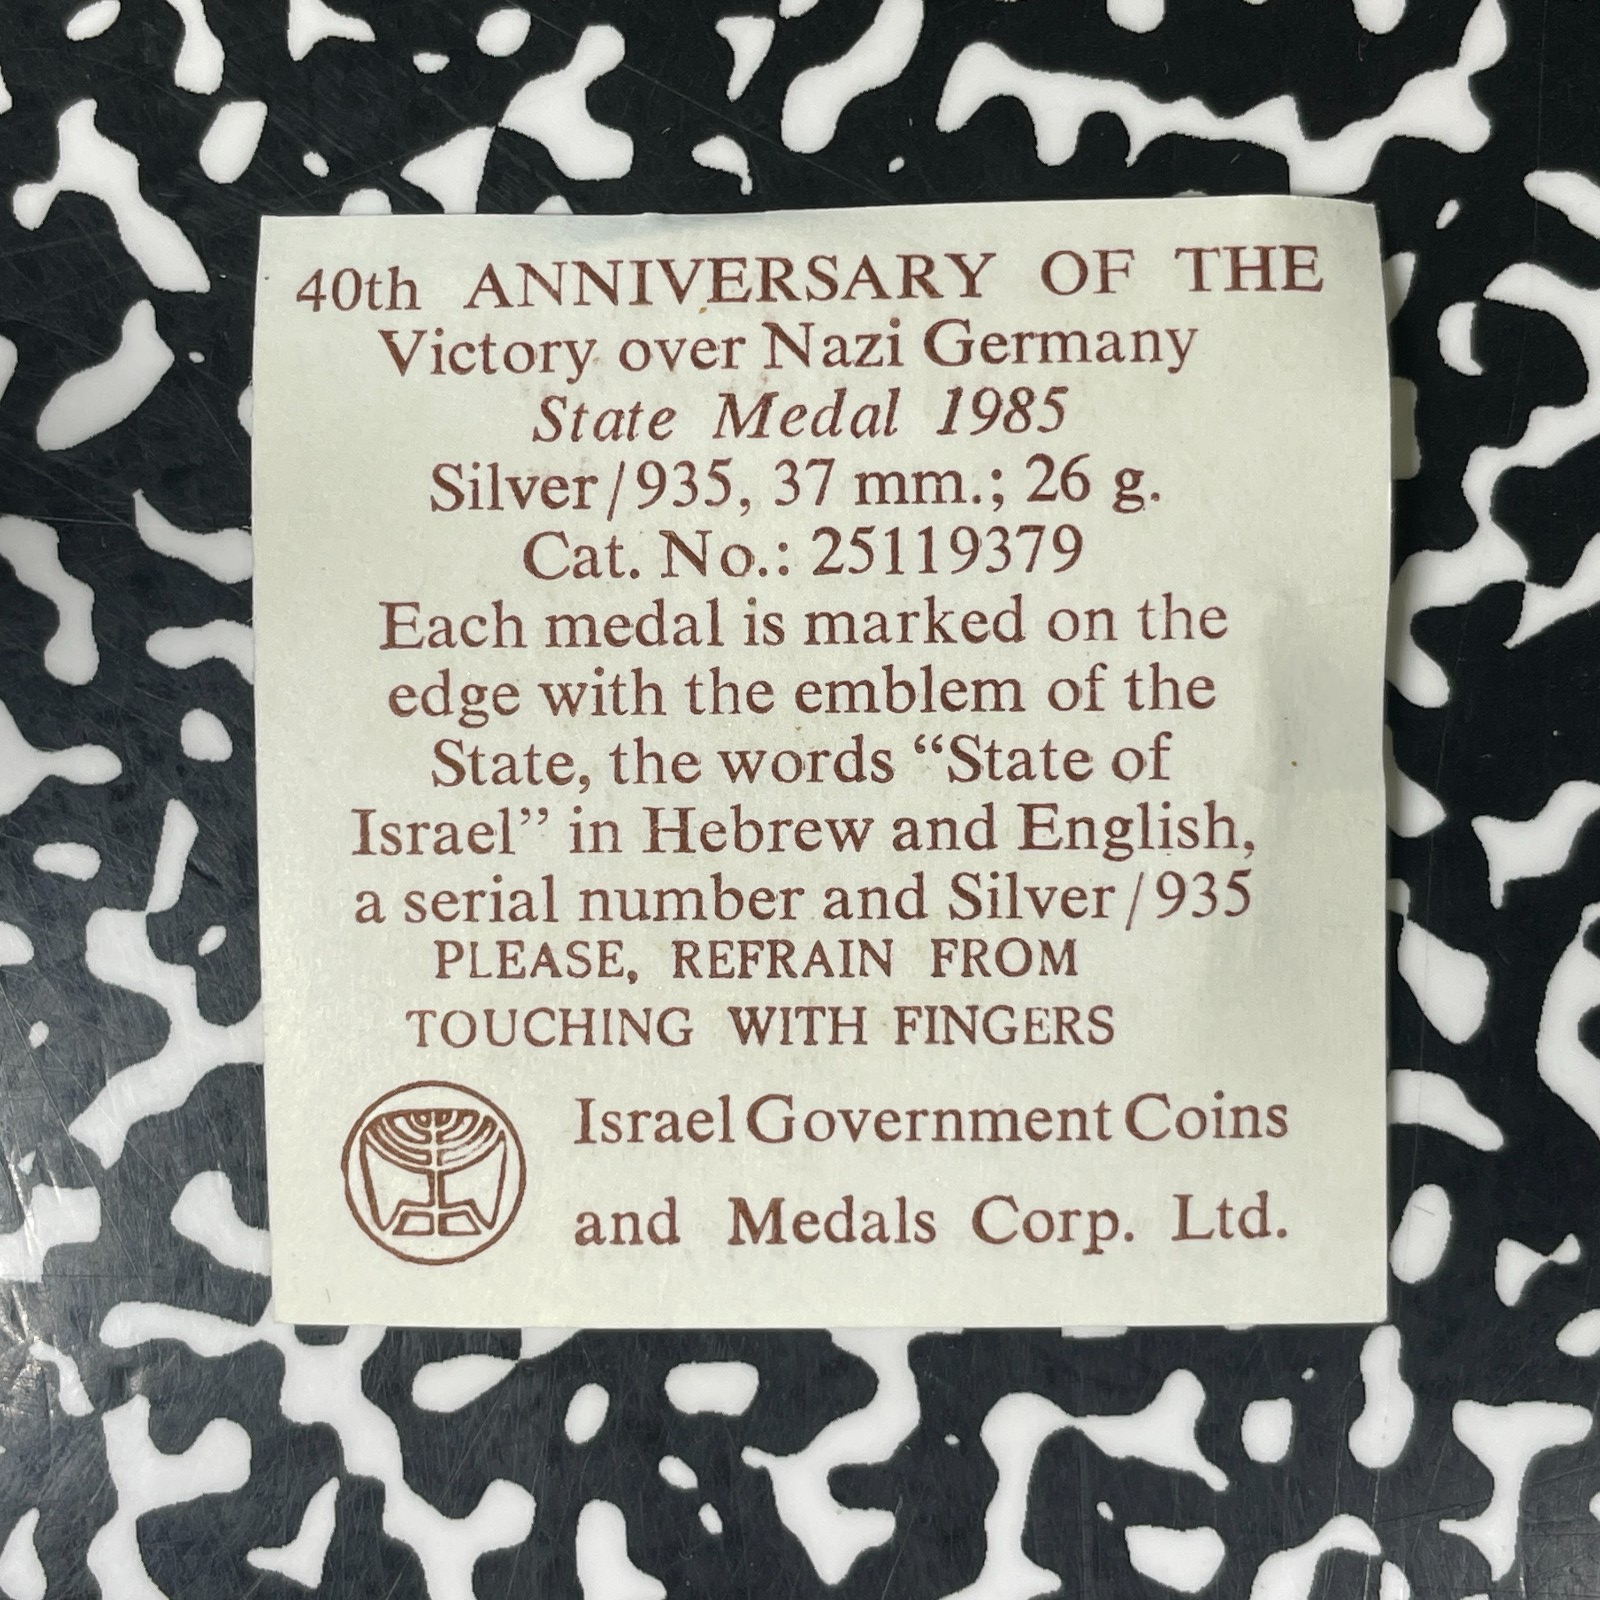 40th ANNIVERSARY OF THE
Victory over Nazi Germany
State Medal 1985
Silver/935, 37 mm.; 26 g.
Cat. No.: 25119379
Each medal is marked on the
edge with the emblem of the
State, the words “State of
Israel” in Hebrew and English,
a serial number and Silver/935
PLEASE, REFRAIN FROM
TOUCHING WITH FINGERS
Israel Government Coins
and Medals Corp. Ltd.